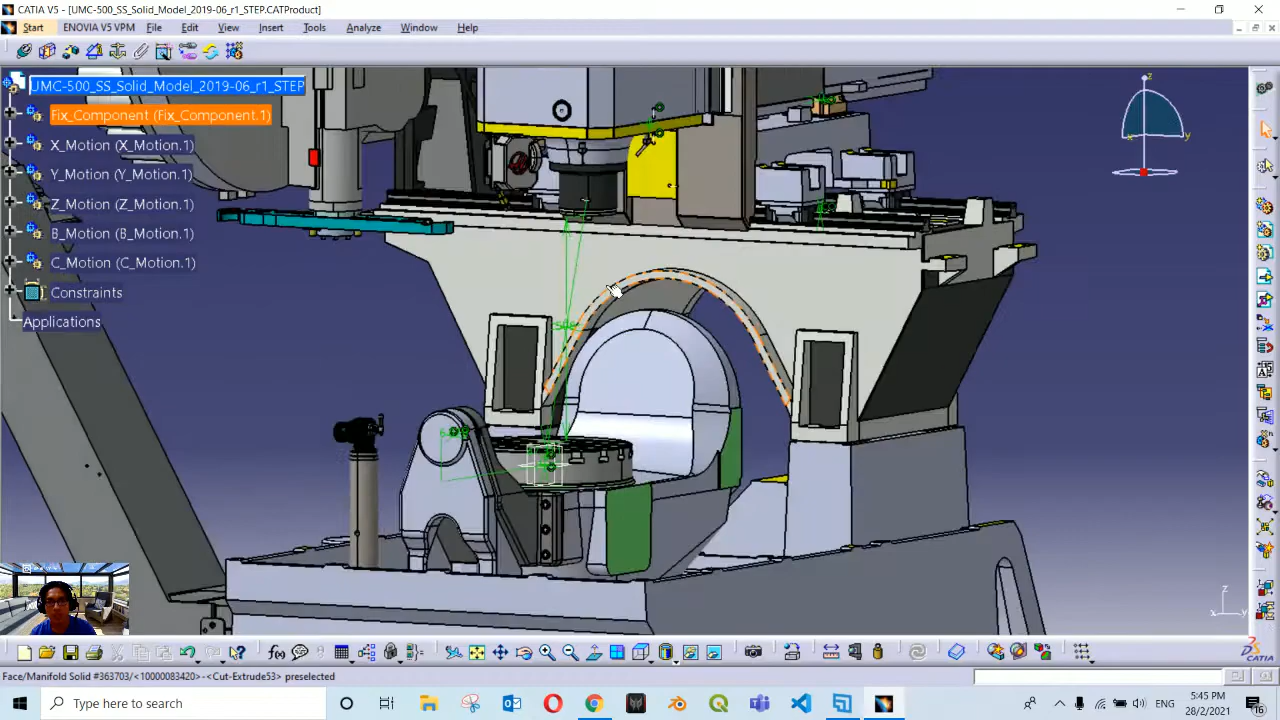 CATIA V5 - [UMC-500_SS_Solid_Model_2019-06_r1_STEP.CATProduct]
Start ENOVIA V5 VPM File Edit View Insert Tools Analyze Window Help
UMC-500_SS_Solid_Model_2019-06_r1_STEP
Fix_Component (Fix_Component.1)
X_Motion (X_Motion.1)
Y_Motion (Y_Motion.1)
Z_Motion (Z_Motion.1)
B_Motion (B_Motion.1)
C_Motion (C_Motion.1)
Constraints
Applications
z
y
x
z
x
y
CATIA
Face/Manifold Solid #363703/<10000083420>-<Cut-Extrude53> preselected
Type here to search
ENG
5:45 PM
28/2/2021
16